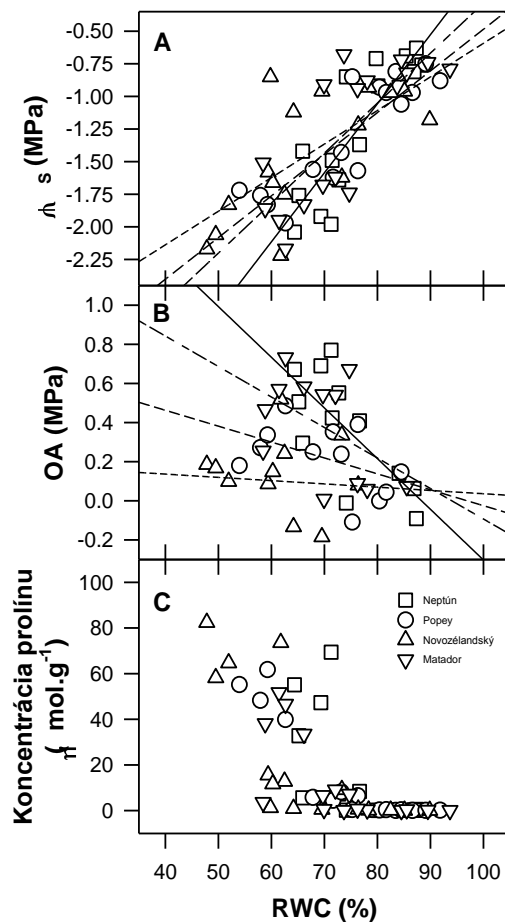 -0.50
A
-0.75
-1.00
-1.25
-1.50
-1.75
-2.00
-2.25
s (MPa)
B
1.0
0.8
0.6
0.4
0.2
0.0
-0.2
OA (MPa)
C
100
80
60
40
20
0
Koncentrácia prolínu
( mol.g-1)
Neptún
Popey
Novozélandský
Matador
40 50 60 70 80 90 100
RWC (%)